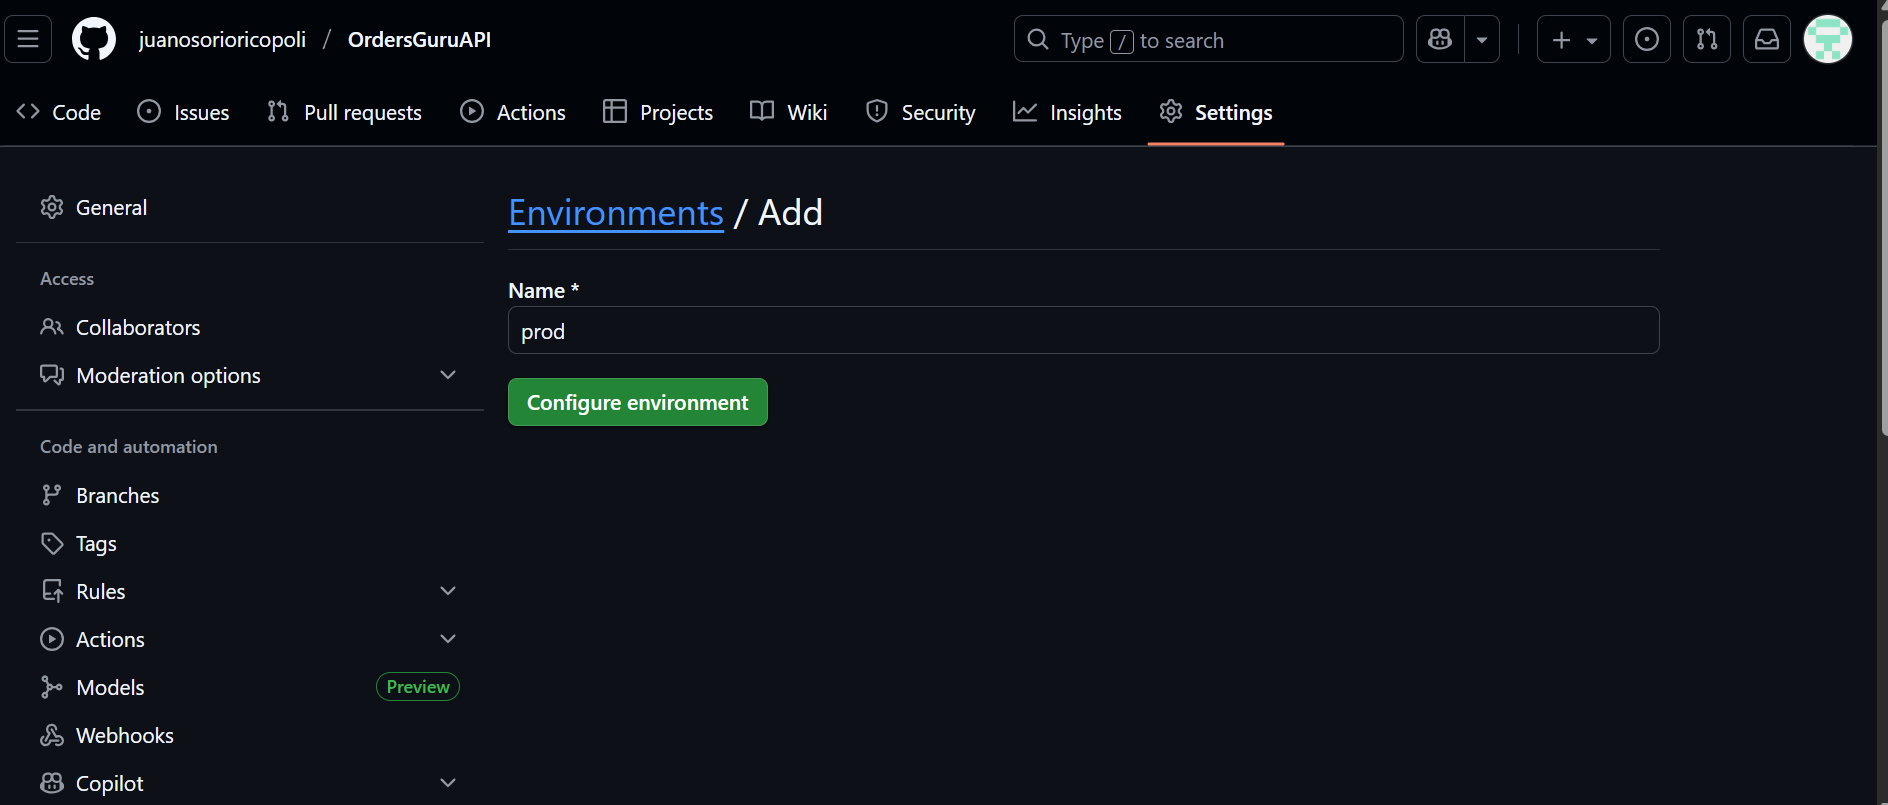 juanosorioricopoli / OrdersGuruAPI
Type / to search
Code Issues Pull requests Actions Projects Wiki Security Insights Settings
General
Access
Collaborators
Moderation options
Code and automation
Branches
Tags
Rules
Actions
Models Preview
Webhooks
Copilot
Environments / Add
Name *
prod
Configure environment